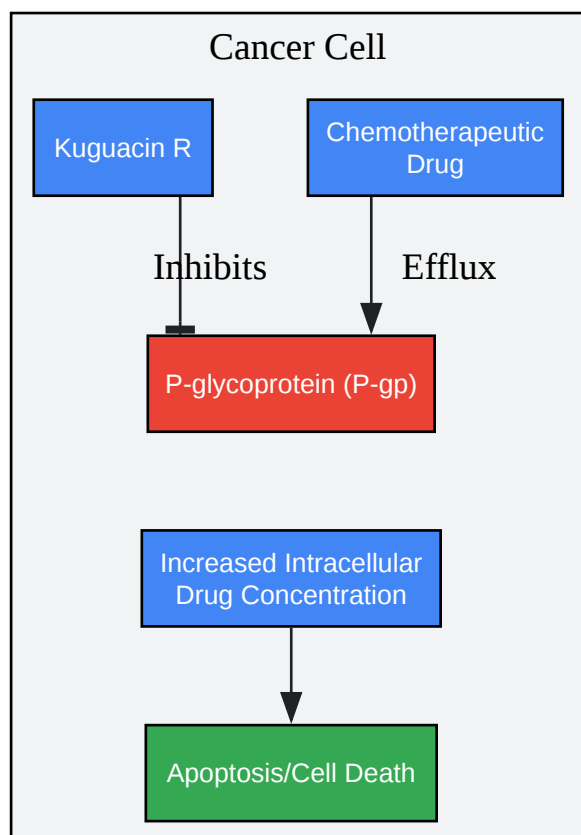 Cancer Cell
Kuguacin R
Chemotherapeutic
Drug
Inhibits
Efflux
P-glycoprotein (P-gp)
Increased Intracellular
Drug Concentration
Apoptosis/Cell Death